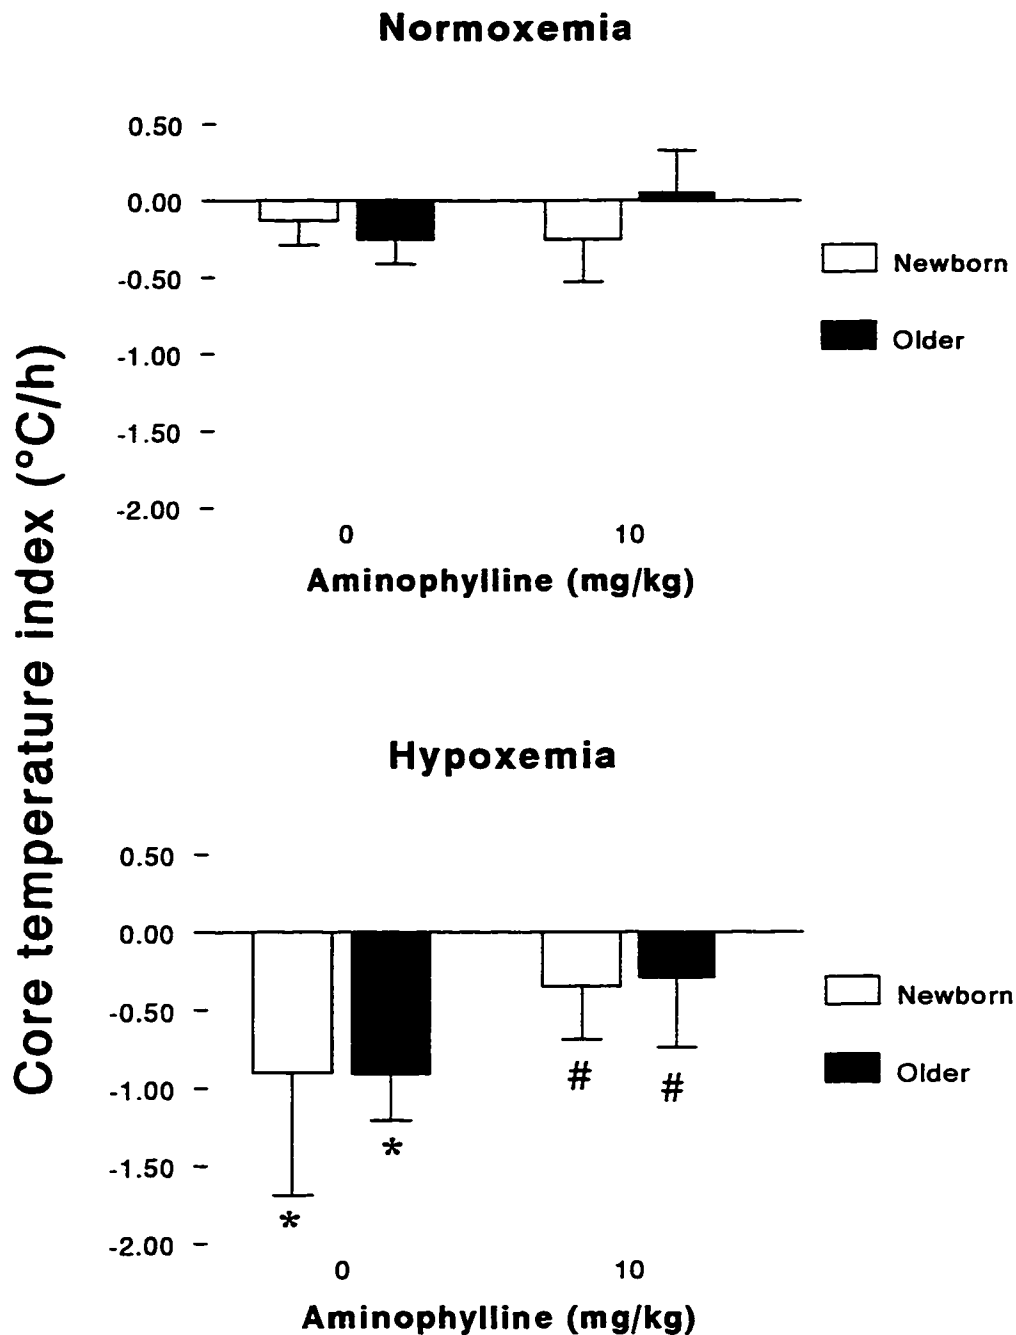 Normoxemia
0.50
0.00
-0.50
-1.00
-1.50
-2.00
0 10
Aminophylline (mg/kg)
Newborn
Older
Core temperature index (°C/h)
Hypoxemia
0.50
0.00
-0.50
-1.00
-1.50
-2.00
* * # #
0 10
Aminophylline (mg/kg)
Newborn
Older